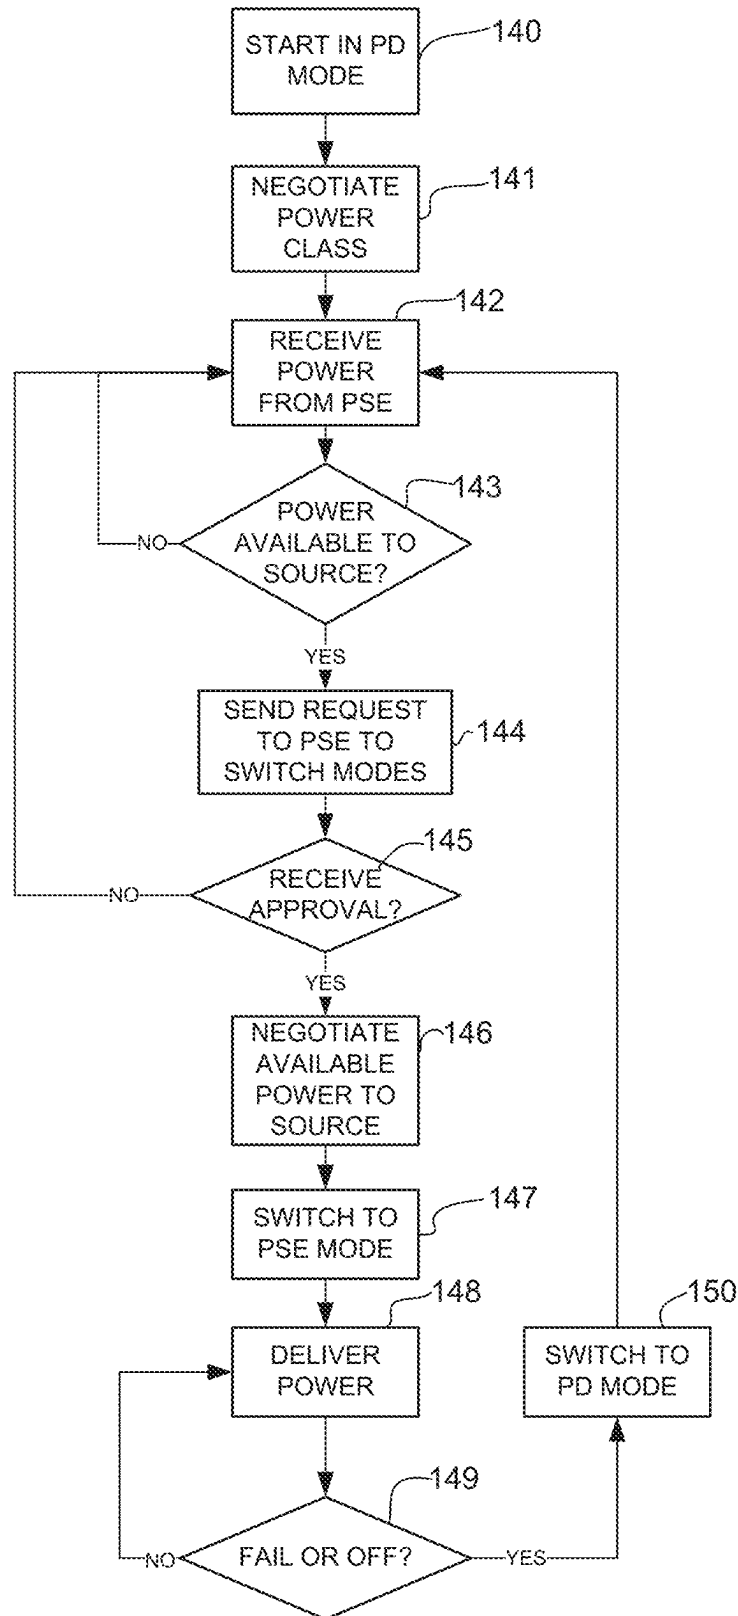 START IN PD
MODE
140
NEGOTIATE
POWER
CLASS
141
RECEIVE
POWER
FROM PSE
142
POWER
AVAILABLE TO
SOURCE?
143
NO
YES
SEND REQUEST
TO PSE TO
SWITCH MODES
144
RECEIVE
APPROVAL?
145
NO
YES
NEGOTIATE
AVAILABLE
POWER TO
SOURCE
146
SWITCH TO
PSE MODE
147
DELIVER
POWER
148
SWITCH TO
PD MODE
150
FAIL OR OFF?
149
NO
YES